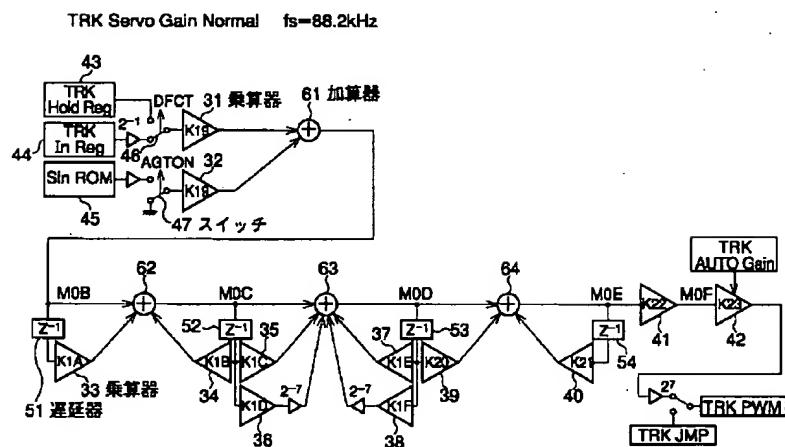 TRK Servo Gain Normal fs=88.2kHz
43
TRK
Hold Reg
DFCT
31 乗算器
61 加算器
2⁻¹
K19
44
TRK
In Reg
46
AGTON
32
Sin ROM
K19
45
47 スイッチ
62
63
64
TRK
AUTO Gain
M0B
M0C
M0D
M0E
K22
M0F
K23
52
35
37
53
41
42
Z⁻¹
Z⁻¹
Z⁻¹
Z⁻¹
K1A
K1B
K1C
K1E
K20
K21
54
33 乗算器
34
2⁻⁷
2⁻⁷
39
40
51 遅延器
K1D
K1F
36
38
2⁷
TRK PWM
TRK JMP